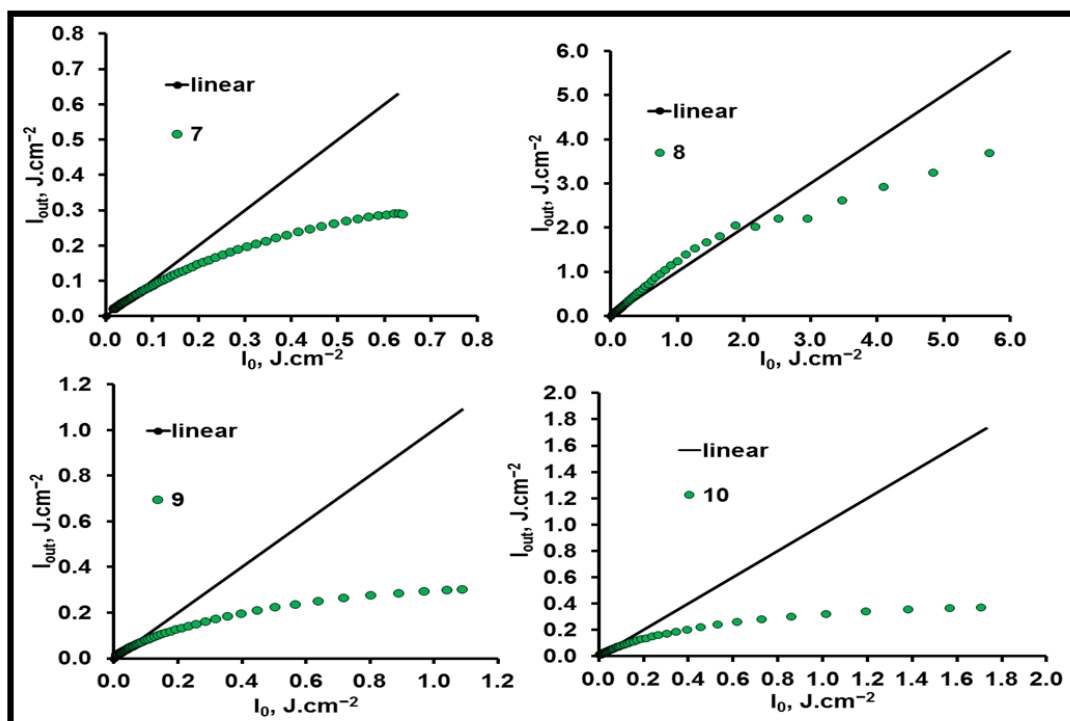 0.8
0.7
0.6
0.5
0.4
0.3
0.2
0.1
0.0
I_out, J.cm⁻²
linear
7
0.0 0.1 0.2 0.3 0.4 0.5 0.6 0.7 0.8
I₀, J.cm⁻²
6.0
5.0
4.0
3.0
2.0
1.0
0.0
I_out, J.cm⁻²
linear
8
0.0 1.0 2.0 3.0 4.0 5.0 6.0
I₀, J.cm⁻²
1.2
1.0
0.8
0.6
0.4
0.2
0.0
I_out, J.cm⁻²
linear
9
0.0 0.2 0.4 0.6 0.8 1.0 1.2
I₀, J.cm⁻²
2.0
1.8
1.6
1.4
1.2
1.0
0.8
0.6
0.4
0.2
0.0
I_out, J.cm⁻²
linear
10
0.0 0.2 0.4 0.6 0.8 1.0 1.2 1.4 1.6 1.8 2.0
I₀, J.cm⁻²